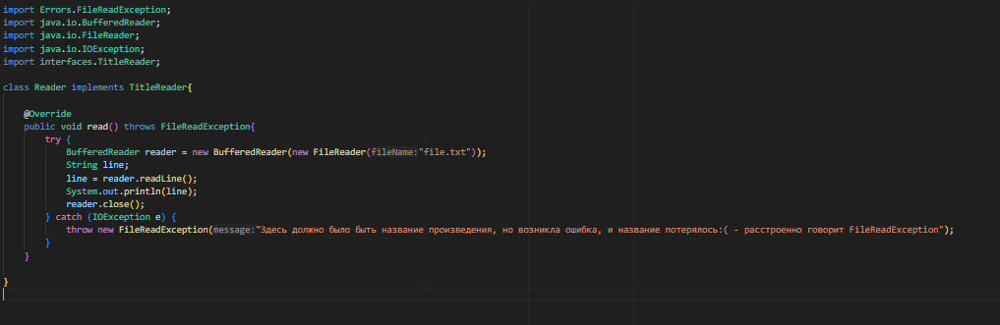 import Errors.FileReadException;
import java.io.BufferedReader;
import java.io.FileReader;
import java.io.IOException;
import interfaces.TitleReader;
class Reader implements TitleReader{
@Override
public void read() throws FileReadException{
try {
BufferedReader reader = new BufferedReader(new FileReader(fileName:"file.txt"));
String line;
line = reader.readLine();
System.out.println(line);
reader.close();
} catch (IOException e) {
throw new FileReadException(message:"Здесь должно было быть название произведения, но возникла ошибка, и название потерялось:( - расстроенно говорит FileReadException");
}
}
}